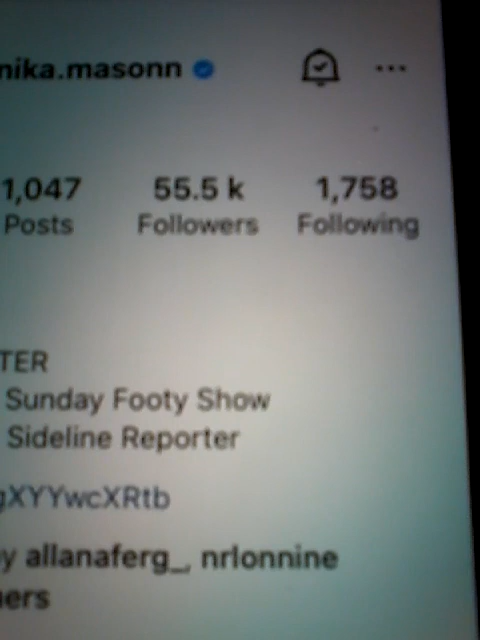 nika.masonn
1,047 55.5 k 1,758
Posts Followers Following
TER
Sunday Footy Show
Sideline Reporter
gXYYwcXRtb
y allanaferg_, nrlonnine
ers